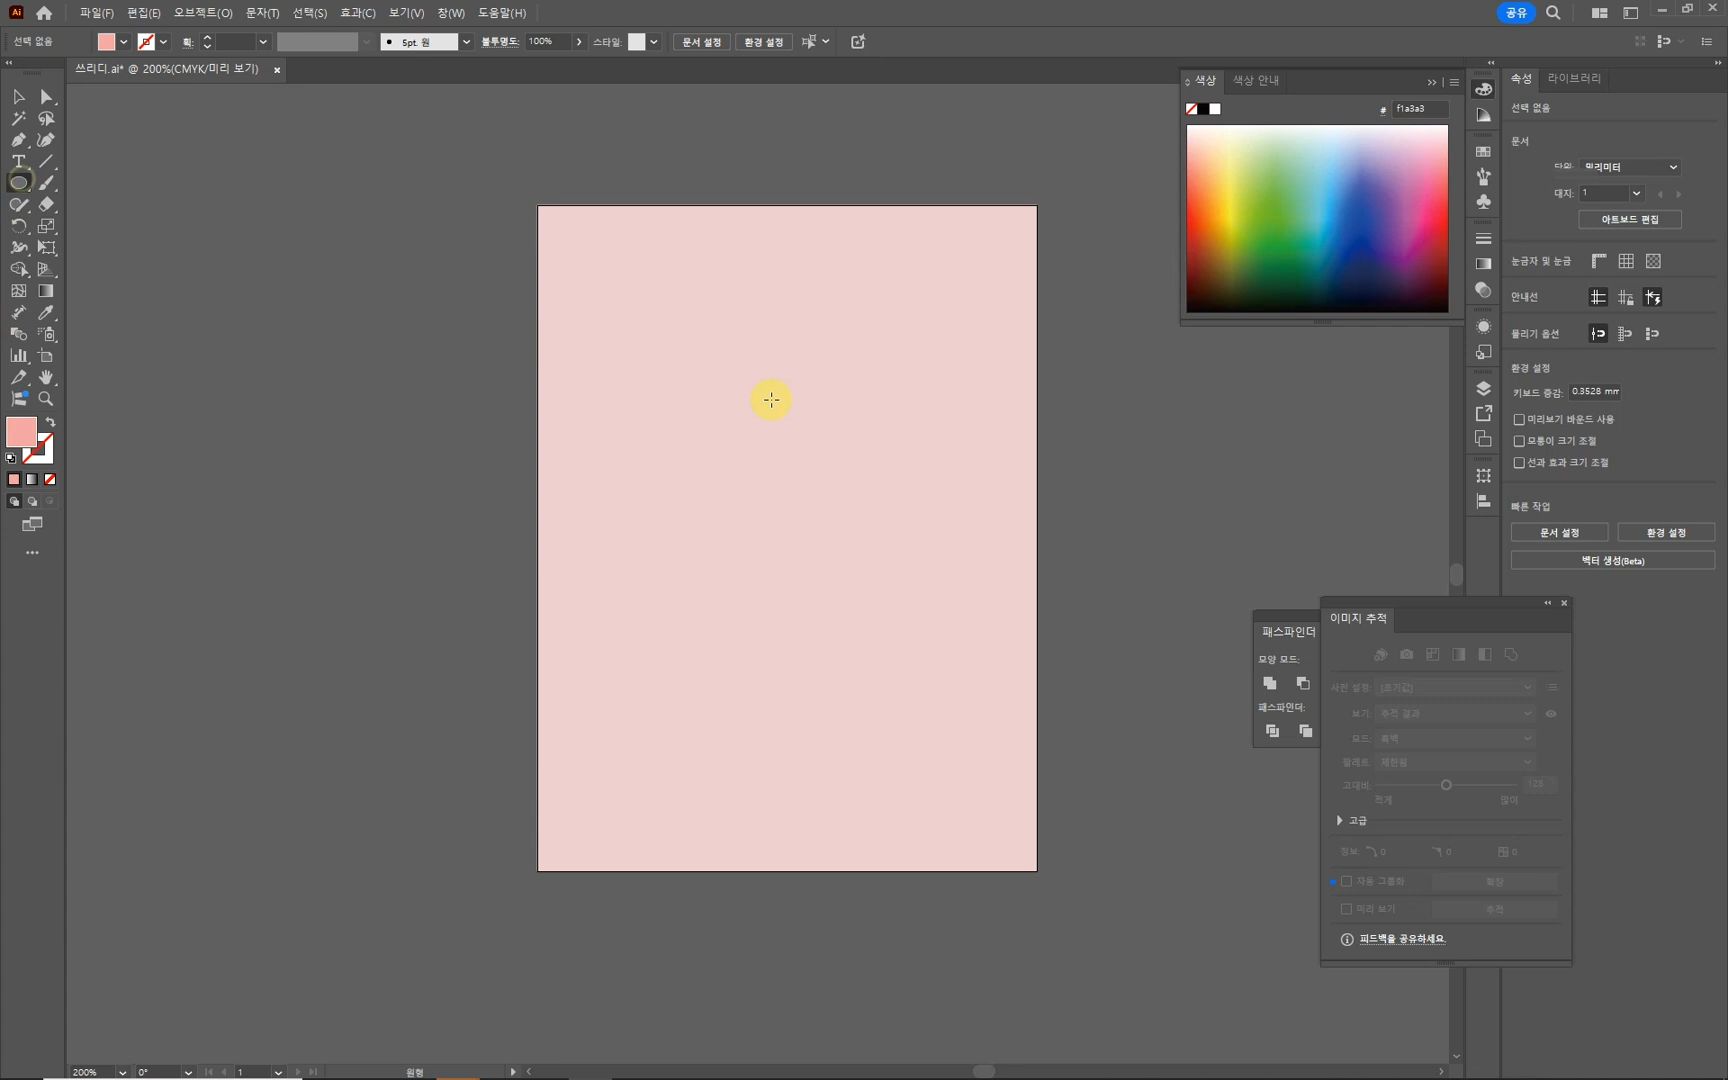 Ai 파일(F) 편집(E) 오브젝트(O) 문자(T) 선택(S) 효과(C) 보기(V) 창(W) 도움말(H) 공유
선택 없음 획: 5pt. 원 불투명도: 100% 스타일: 문서 설정 환경 설정
쓰리디.ai* @ 200%(CMYK/미리 보기)
색상 색상 안내
# f1a3a3
속성 라이브러리
선택 없음
문서
단위: 밀리미터
대지: 1
아트보드 편집
눈금자 및 눈금
안내선
물리기 옵션
환경 설정
키보드 증감: 0.3528 mm
미리보기 바운드 사용
모퉁이 크기 조절
선과 효과 크기 조절
빠른 작업
문서 설정 환경 설정
벡터 생성(Beta)
패스파인더
모양 모드:
패스파인더:
이미지 추적
사전 설정: [초기값]
보기: 추적 결과
모드: 흑백
팔레트: 제한됨
고대비: 128
적게 많이
고급
정보: 0 0 0
자동 그룹화 확장
미리 보기 추적
피드백을 공유하세요.
200% 0° 1 원형